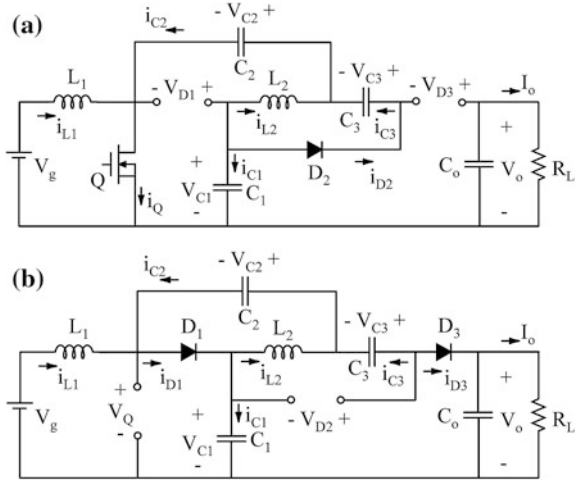 (a)
- V_C2 +
i_C2
C_2
L_1
- V_D1 +
L_2
- V_C3 +
- V_D3 +
I_o
i_L1
i_L2
C_3
i_C3
V_g
Q
i_Q
+
V_C1
-
i_C1
C_1
D_2
i_D2
C_o
+
V_o
-
R_L
(b)
- V_C2 +
i_C2
C_2
L_1
D_1
L_2
- V_C3 +
D_3
I_o
i_L1
i_D1
i_L2
C_3
i_C3
i_D3
V_g
+
V_Q
-
+
V_C1
-
i_C1
C_1
- V_D2 +
C_o
+
V_o
-
R_L